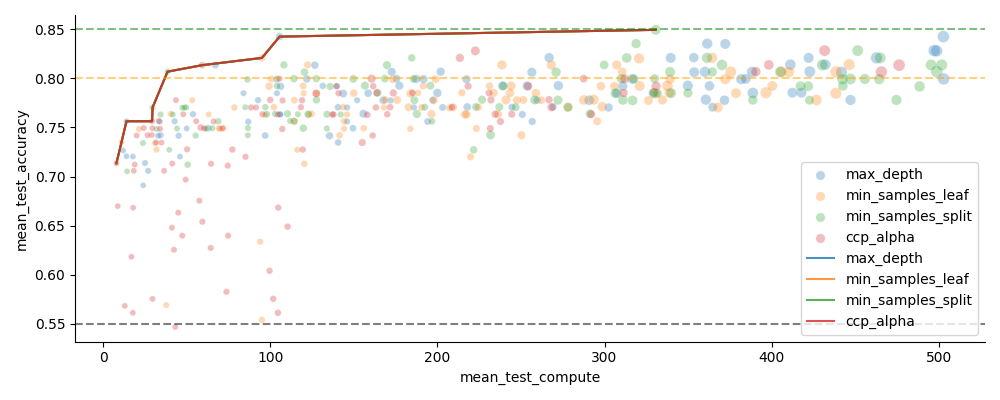 mean_test_accuracy
0.85
0.80
0.75
0.70
0.65
0.60
0.55
0 100 200 300 400 500
mean_test_compute
max_depth
min_samples_leaf
min_samples_split
ccp_alpha
max_depth
min_samples_leaf
min_samples_split
ccp_alpha